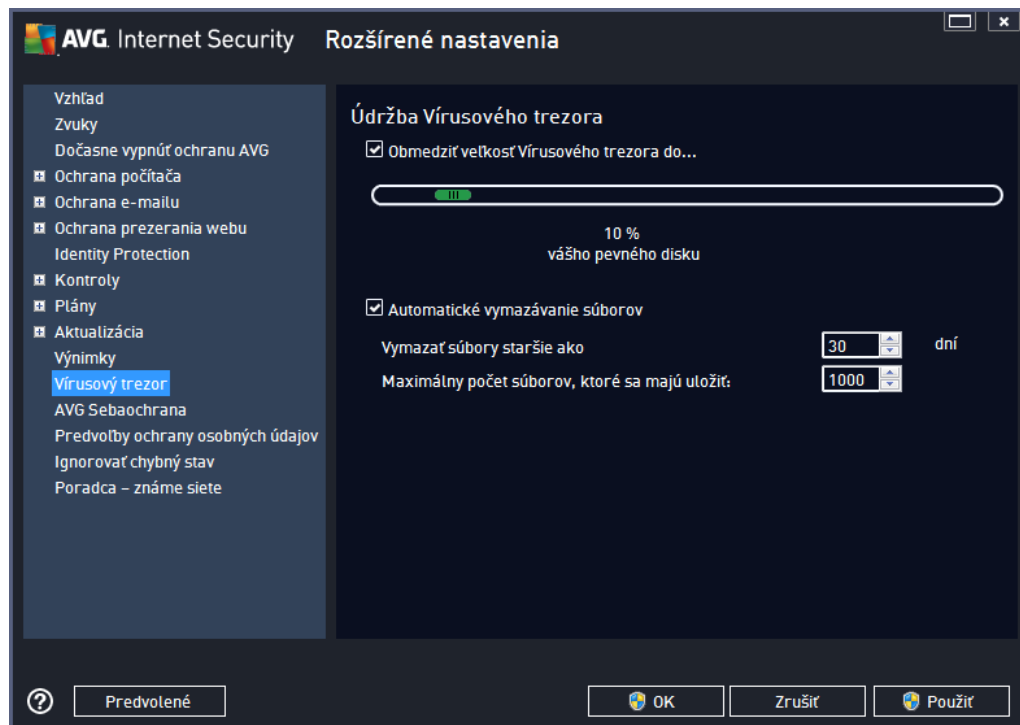 AVG. Internet Security Rozšírené nastavenia
Vzhľad
Zvuky
Dočasne vypnúť ochranu AVG
Ochrana počítača
Ochrana e-mailu
Ochrana prezerania webu
Identity Protection
Kontroly
Plány
Aktualizácia
Výnimky
Vírusový trezor
AVG Sebaochrana
Predvoľby ochrany osobných údajov
Ignorovať chybný stav
Poradca – známe siete
Údržba Vírusového trezora
Obmedziť veľkosť Vírusového trezora do...
10 %
vášho pevného disku
Automatické vymazávanie súborov
Vymazať súbory staršie ako 30 dní
Maximálny počet súborov, ktoré sa majú uložiť: 1000
? Predvolené OK Zrušiť Použiť